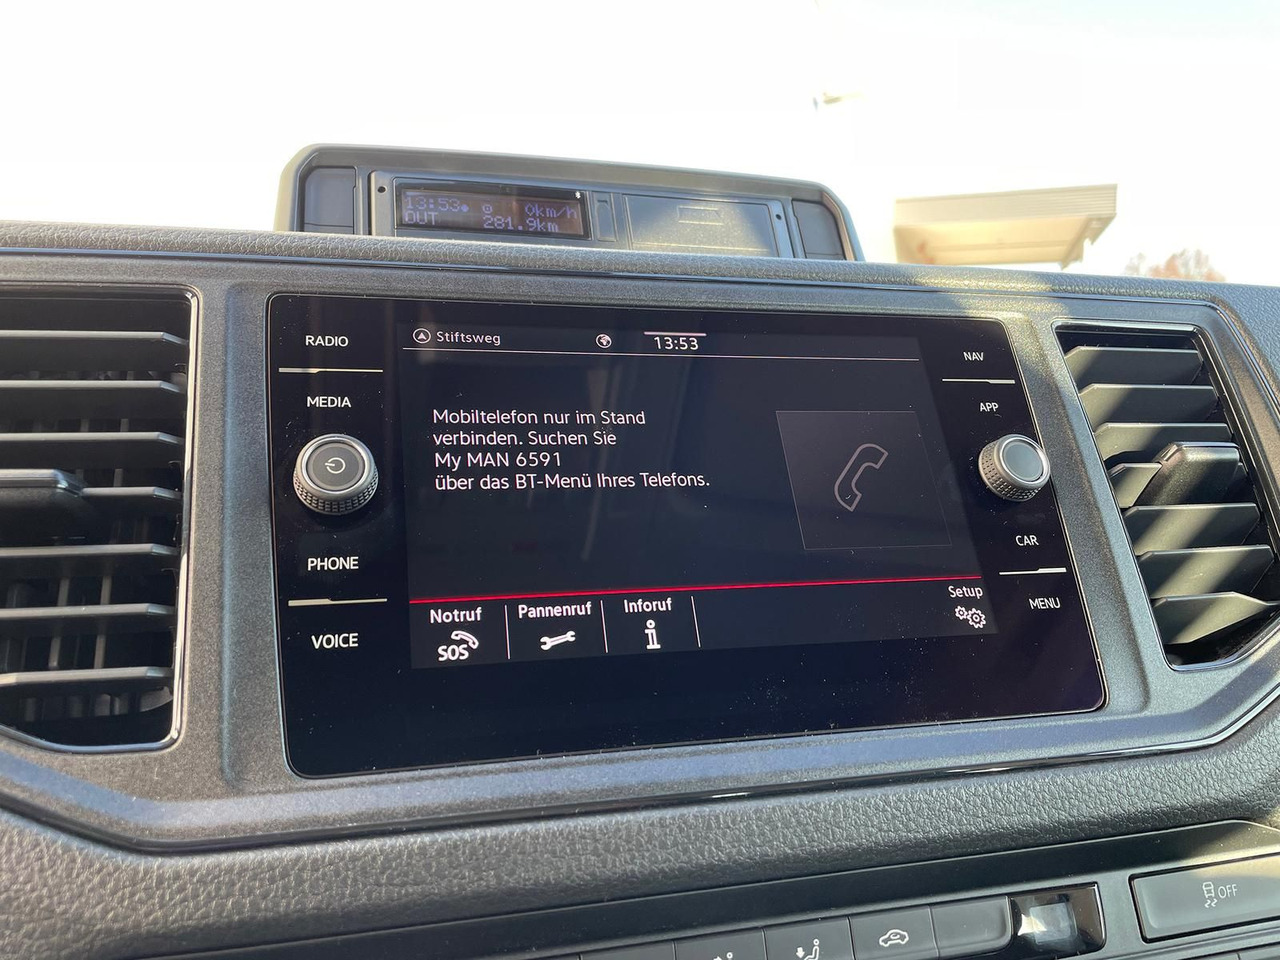 13:53 0km/h
OUT 281.9km
RADIO
MEDIA
PHONE
VOICE
Stiftsweg 13:53
Mobiltelefon nur im Stand
verbinden. Suchen Sie
My MAN 6591
über das BT-Menü Ihres Telefons.
Notruf
SOS
Pannenruf
Inforuf
Setup
NAV
APP
CAR
MENU
OFF